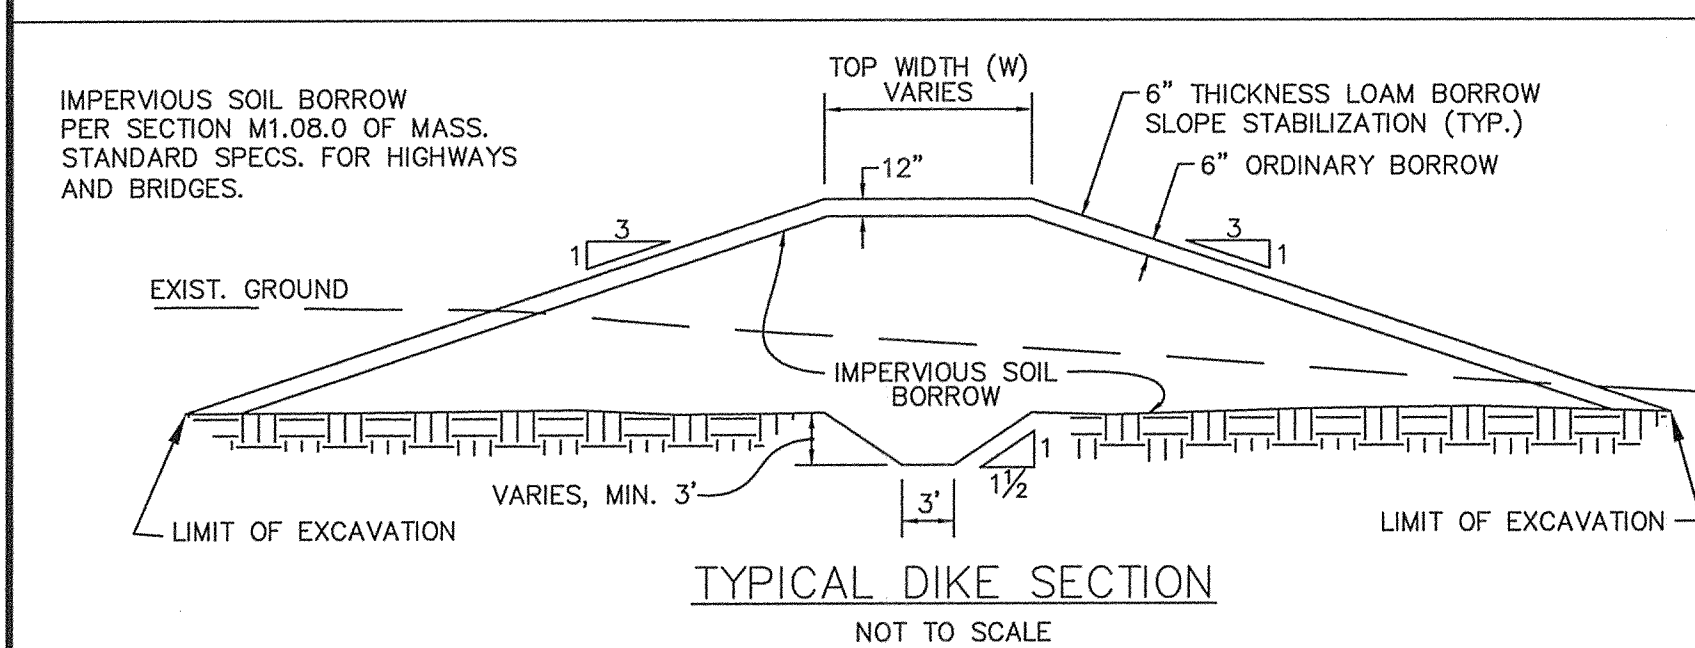 TOP WIDTH (W)
VARIES
IMPERVIOUS SOIL BORROW
PER SECTION M1.08.0 OF MASS.
STANDARD SPECS. FOR HIGHWAYS
AND BRIDGES.
6" THICKNESS LOAM BORROW
SLOPE STABILIZATION (TYP.)
12"
6" ORDINARY BORROW
3
1
3
1
EXIST. GROUND
IMPERVIOUS SOIL
BORROW
1
1½
VARIES, MIN. 3'
3'
LIMIT OF EXCAVATION
LIMIT OF EXCAVATION
TYPICAL DIKE SECTION
NOT TO SCALE